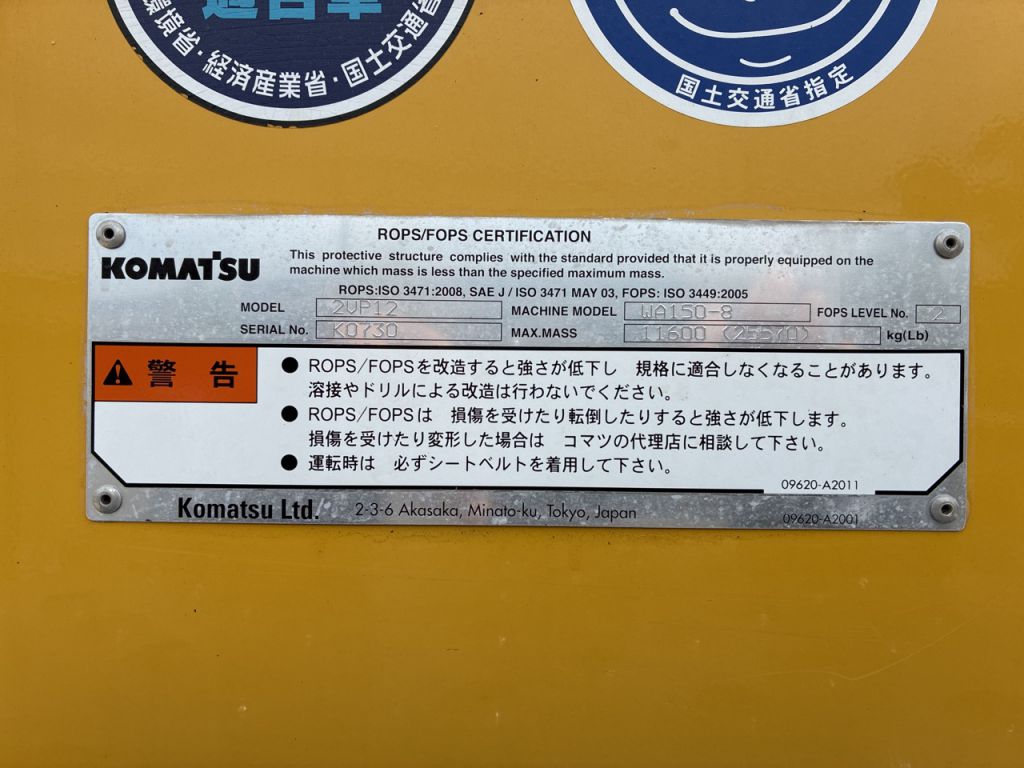 適合車
環境省・経済産業省・国土交通省
国土交通省指定
ROPS/FOPS CERTIFICATION
KOMATSU
This protective structure complies with the standard provided that it is properly equipped on the
machine which mass is less than the specified maximum mass.
ROPS:ISO 3471:2008, SAE J / ISO 3471 MAY 03, FOPS: ISO 3449:2005
MODEL 2VP12 MACHINE MODEL WA150-8 FOPS LEVEL No. 2
SERIAL No. K0730 MAX.MASS 11600 (25570) kg(Lb)
警告
● ROPS/FOPSを改造すると強さが低下し 規格に適合しなくなることがあります。
溶接やドリルによる改造は行わないでください。
● ROPS/FOPSは 損傷を受けたり転倒したりすると強さが低下します。
損傷を受けたり変形した場合は コマツの代理店に相談して下さい。
● 運転時は 必ずシートベルトを着用して下さい。
09620-A2011
Komatsu Ltd. 2-3-6 Akasaka, Minato-ku, Tokyo, Japan
09620-A2001